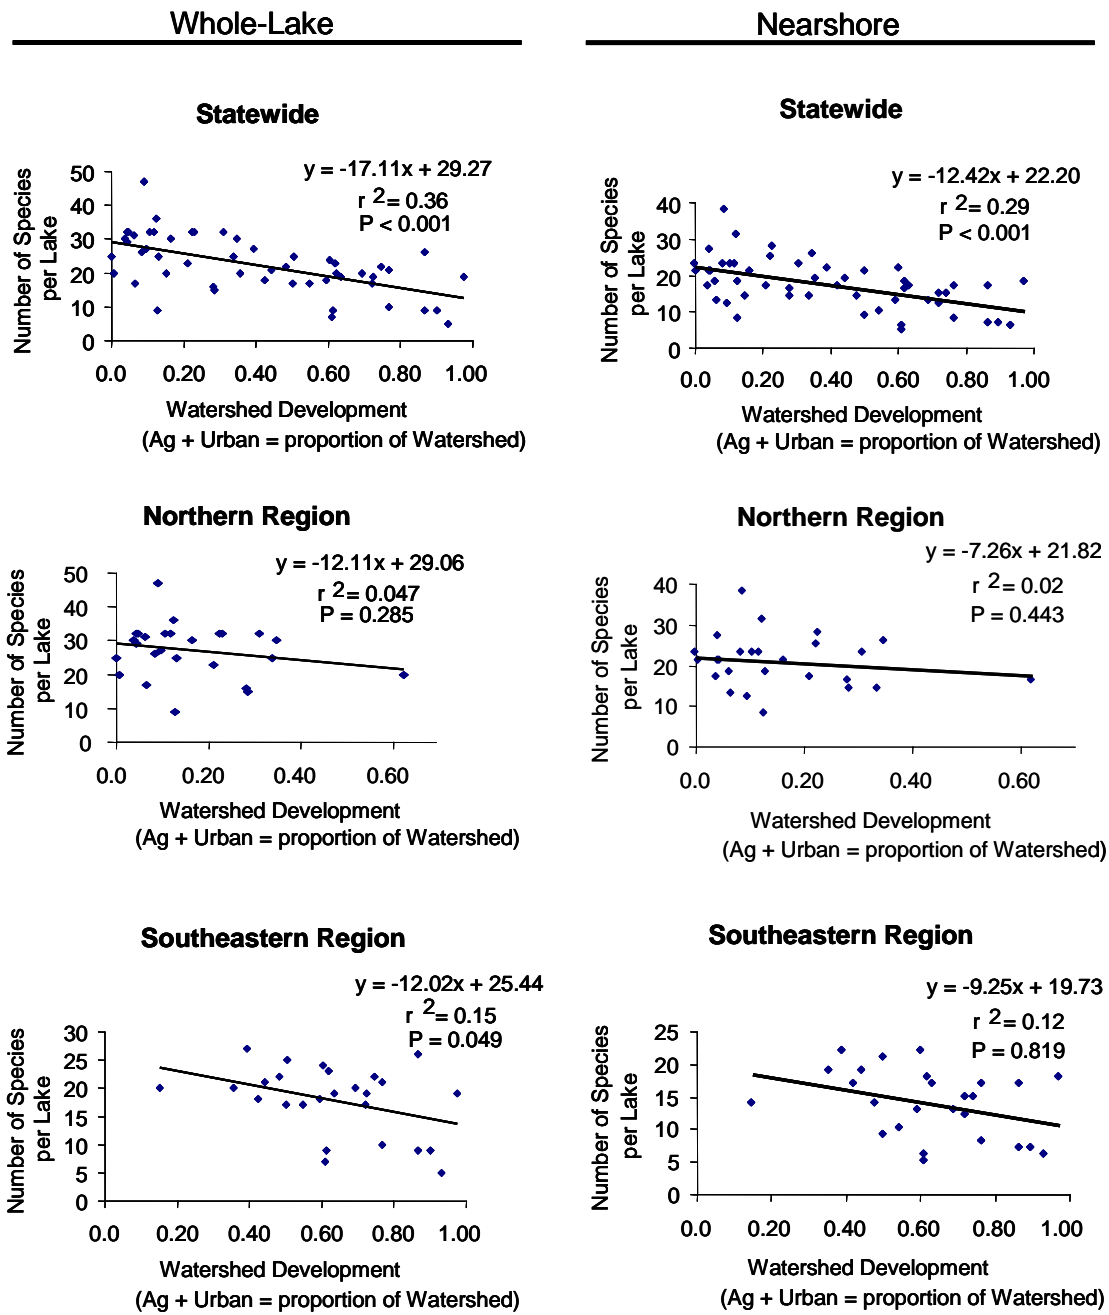 Whole-Lake
Statewide
y = -17.11x + 29.27
r 2= 0.36
P < 0.001
Number of Species
per Lake
50
40
30
20
10
0
0.0 0.20 0.40 0.60 0.80 1.00
Watershed Development
(Ag + Urban = proportion of Watershed)
Northern Region
y = -12.11x + 29.06
r 2= 0.047
P = 0.285
Number of Species
per Lake
50
40
30
20
10
0
0.0 0.20 0.40 0.60
Watershed Development
(Ag + Urban = proportion of Watershed)
Southeastern Region
y = -12.02x + 25.44
r 2= 0.15
P = 0.049
Number of Species
per Lake
30
25
20
15
10
5
0
0.0 0.20 0.40 0.60 0.80 1.00
Watershed Development
(Ag + Urban = proportion of Watershed)
Nearshore
Statewide
y = -12.42x + 22.20
r 2= 0.29
P < 0.001
Number of Species
per Lake
40
30
20
10
0
0.0 0.20 0.40 0.60 0.80 1.00
Watershed Development
(Ag + Urban = proportion of Watershed)
Northern Region
y = -7.26x + 21.82
r 2= 0.02
P = 0.443
Number of Species
per Lake
40
30
20
10
0
0.0 0.20 0.40 0.60
Watershed Development
(Ag + Urban = proportion of Watershed)
Southeastern Region
y = -9.25x + 19.73
r 2= 0.12
P = 0.819
Number of Species
per Lake
25
20
15
10
5
0
0.0 0.20 0.40 0.60 0.80 1.00
Watershed Development
(Ag + Urban = proportion of Watershed)